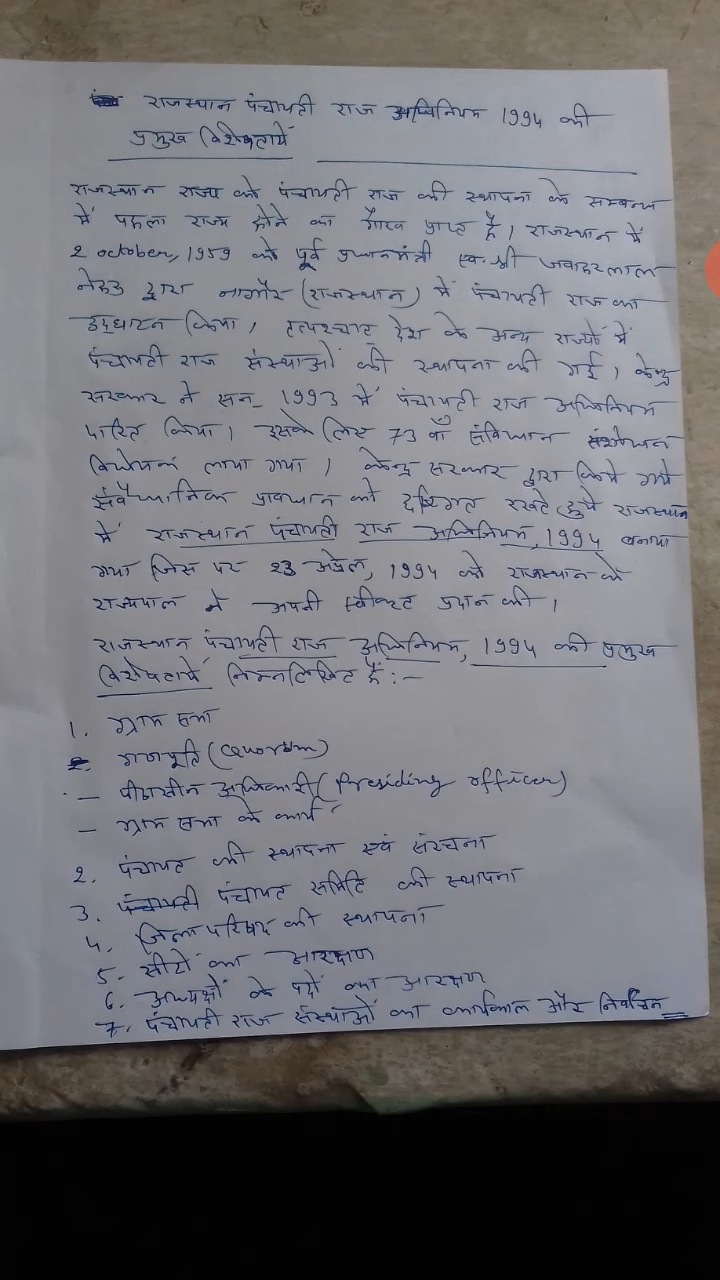 राजस्थान पंचायती राज अधिनियम 1994 की
प्रमुख विशेषतायें
राजस्थान राज्य को पंचायती राज की स्थापना के सम्बन्ध
में पहला राज्य होने का गौरव प्राप्त है। राजस्थान में
2 october, 1959 को पूर्व प्रधानमंत्री स्व. श्री जवाहरलाल
नेहरु द्वारा नागौर (राजस्थान) में पंचायती राज का
उद्घाटन किया। तत्पश्चात् देश के अन्य राज्यों में
पंचायती राज संस्थाओं की स्थापना की गई। केन्द्र
सरकार ने सन् 1993 में पंचायती राज अधिनियम
पारित किया। इसके लिए 73 वाँ संविधान संशोधन
विधेयक लाया गया। केन्द्र सरकार द्वारा किये गये
संवैधानिक प्रावधान को दृष्टिगत रखते हुये राजस्थान
में राजस्थान पंचायती राज अधिनियम, 1994 बनाया
गया जिस पर 23 अप्रेल, 1994 को राजस्थान के
राज्यपाल ने अपनी स्वीकृत प्रदान की।
राजस्थान पंचायती राज अधिनियम, 1994 की प्रमुख
विशेषतायें निम्नलिखित हैं :-
1. ग्राम सभा
2. गणपूर्ति (Quorum)
- पीठासीन अधिकारी (Presiding officer)
- ग्राम सभा के कार्य
2. पंचायत की स्थापना एवं संरचना
3. पंचायती पंचायत समिति की स्थापना
4. जिला परिषद की स्थापना
5. सीटों का आरक्षण
6. अध्यक्षों के पदों का आरक्षण
7. पंचायती राज संस्थाओं का कार्यकाल और निर्वाचन